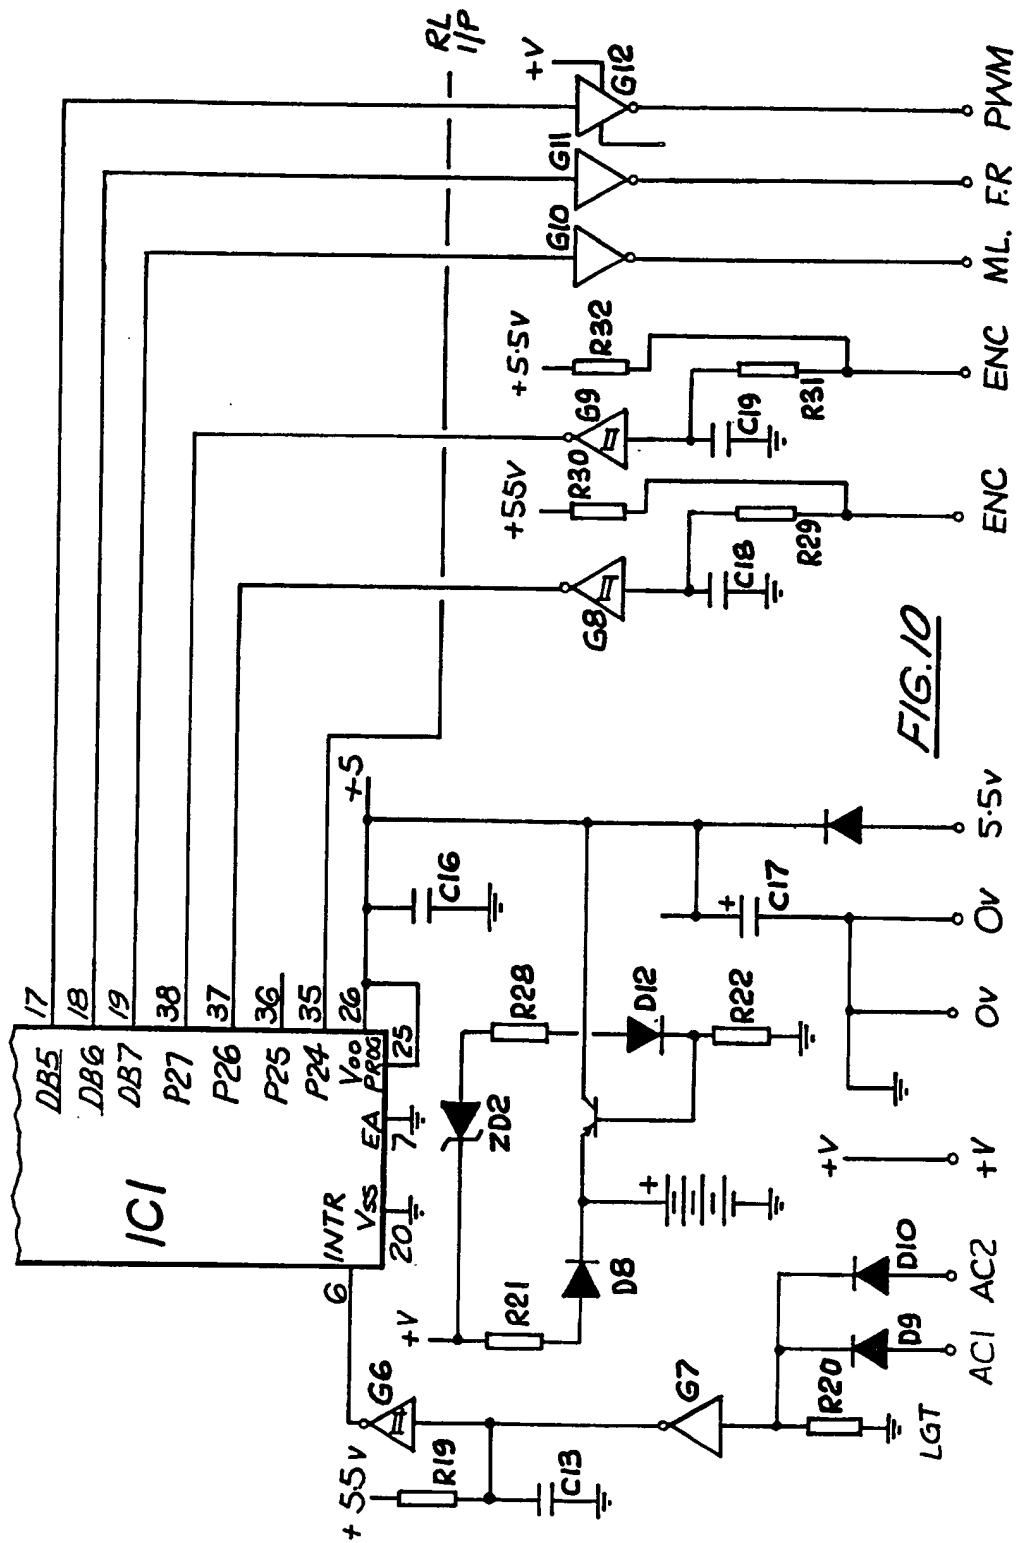 RL
I/P
+V
G12
G11
G10
+5.5V
R32
G9
+5.5V
R30
G8
C19
R31
C18
R29
PWM
F.R
ML.
ENC
ENC
FIG.10
17
18
19
38
37
36
35
26
25
+5
DB5
DB6
DB7
P27
P26
P25
P24
VDD
PROG
EA
7
VSS
20
INTR
6
IC1
C16
C17
+
5.5V
0V
0V
R28
D12
R22
ZD2
+
+V
R21
D8
+V
+V
G6
+5.5V
R19
C13
G7
D10
D9
R20
AC2
AC1
LGT